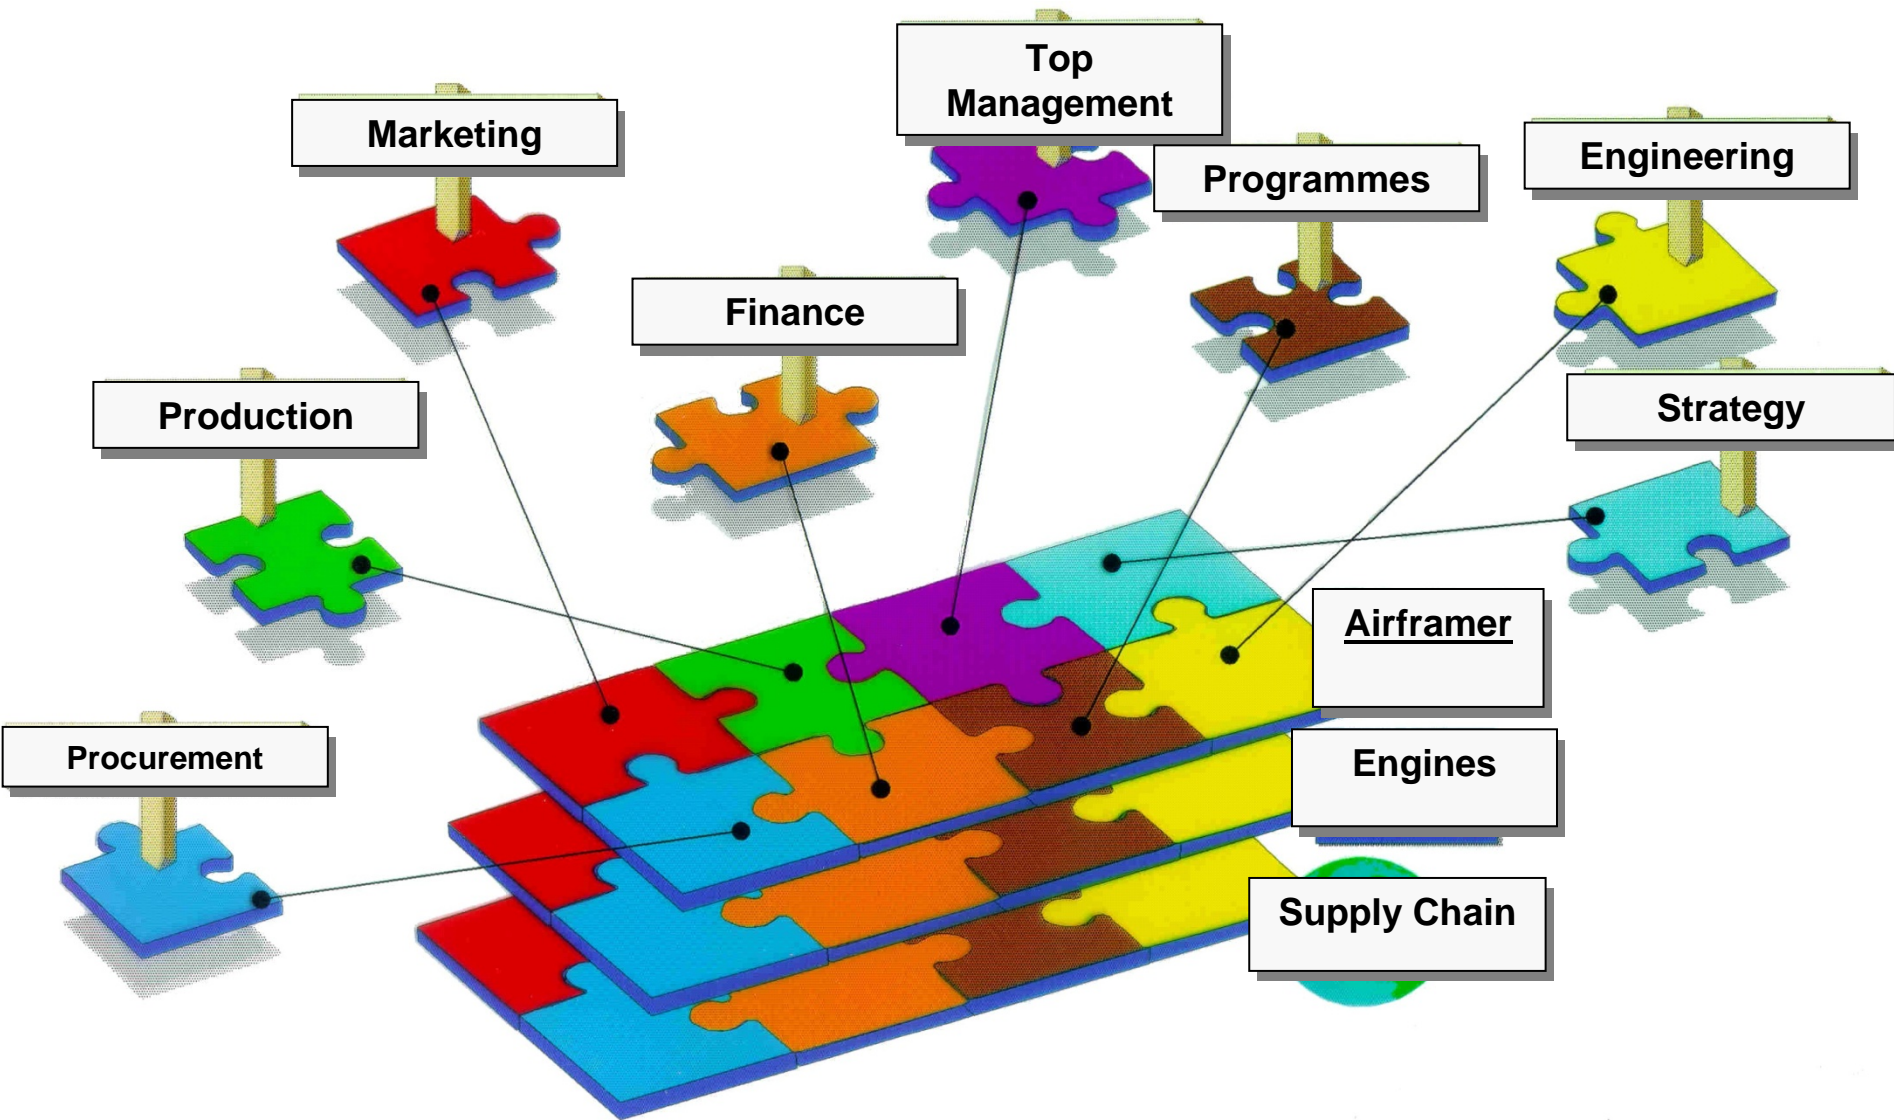 Top
Management
Marketing
Engineering
Programmes
Finance
Production
Strategy
Airframer
Procurement
Engines
Supply Chain